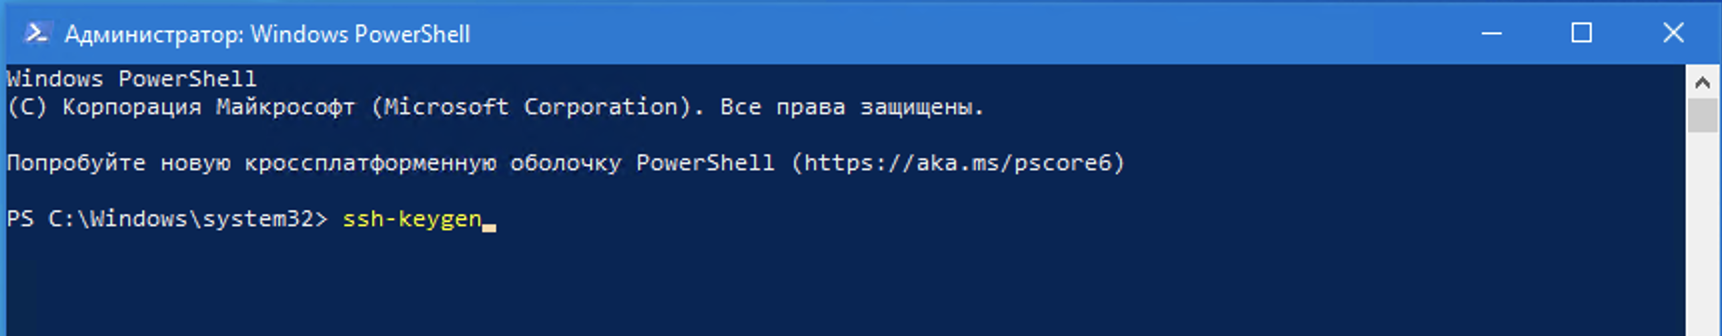 Администратор: Windows PowerShell
Windows PowerShell
(C) Корпорация Майкрософт (Microsoft Corporation). Все права защищены.
Попробуйте новую кроссплатформенную оболочку PowerShell (https://aka.ms/pscore6)
PS C:\Windows\system32> ssh-keygen